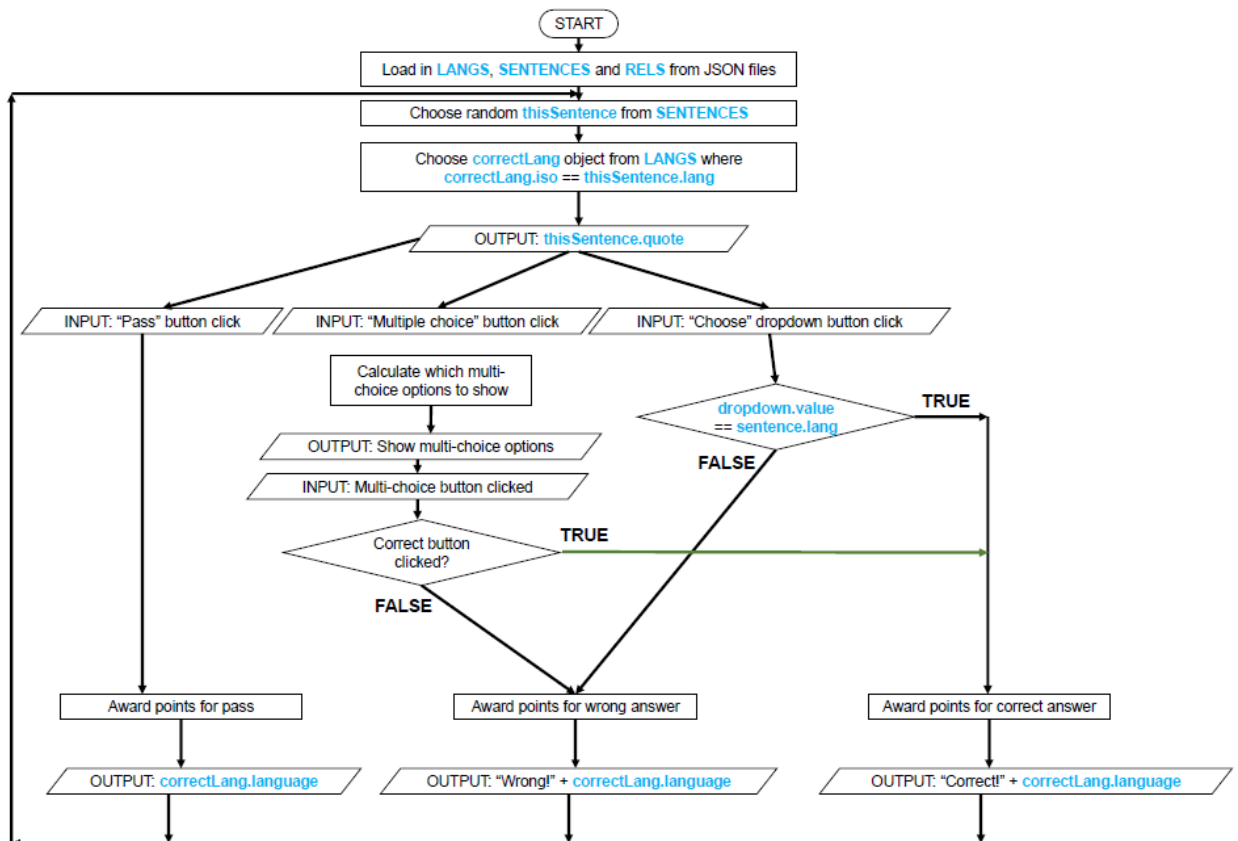 START
Load in LANGS, SENTENCES and RELS from JSON files
Choose random thisSentence from SENTENCES
Choose correctLang object from LANGS where
correctLang.iso == thisSentence.lang
OUTPUT: thisSentence.quote
INPUT: “Pass” button click
INPUT: “Multiple choice” button click
INPUT: “Choose” dropdown button click
Calculate which multi-
choice options to show
dropdown.value
== sentence.lang
TRUE
FALSE
OUTPUT: Show multi-choice options
INPUT: Multi-choice button clicked
Correct button
clicked?
TRUE
FALSE
Award points for pass
Award points for wrong answer
Award points for correct answer
OUTPUT: correctLang.language
OUTPUT: “Wrong!” + correctLang.language
OUTPUT: “Correct!” + correctLang.language